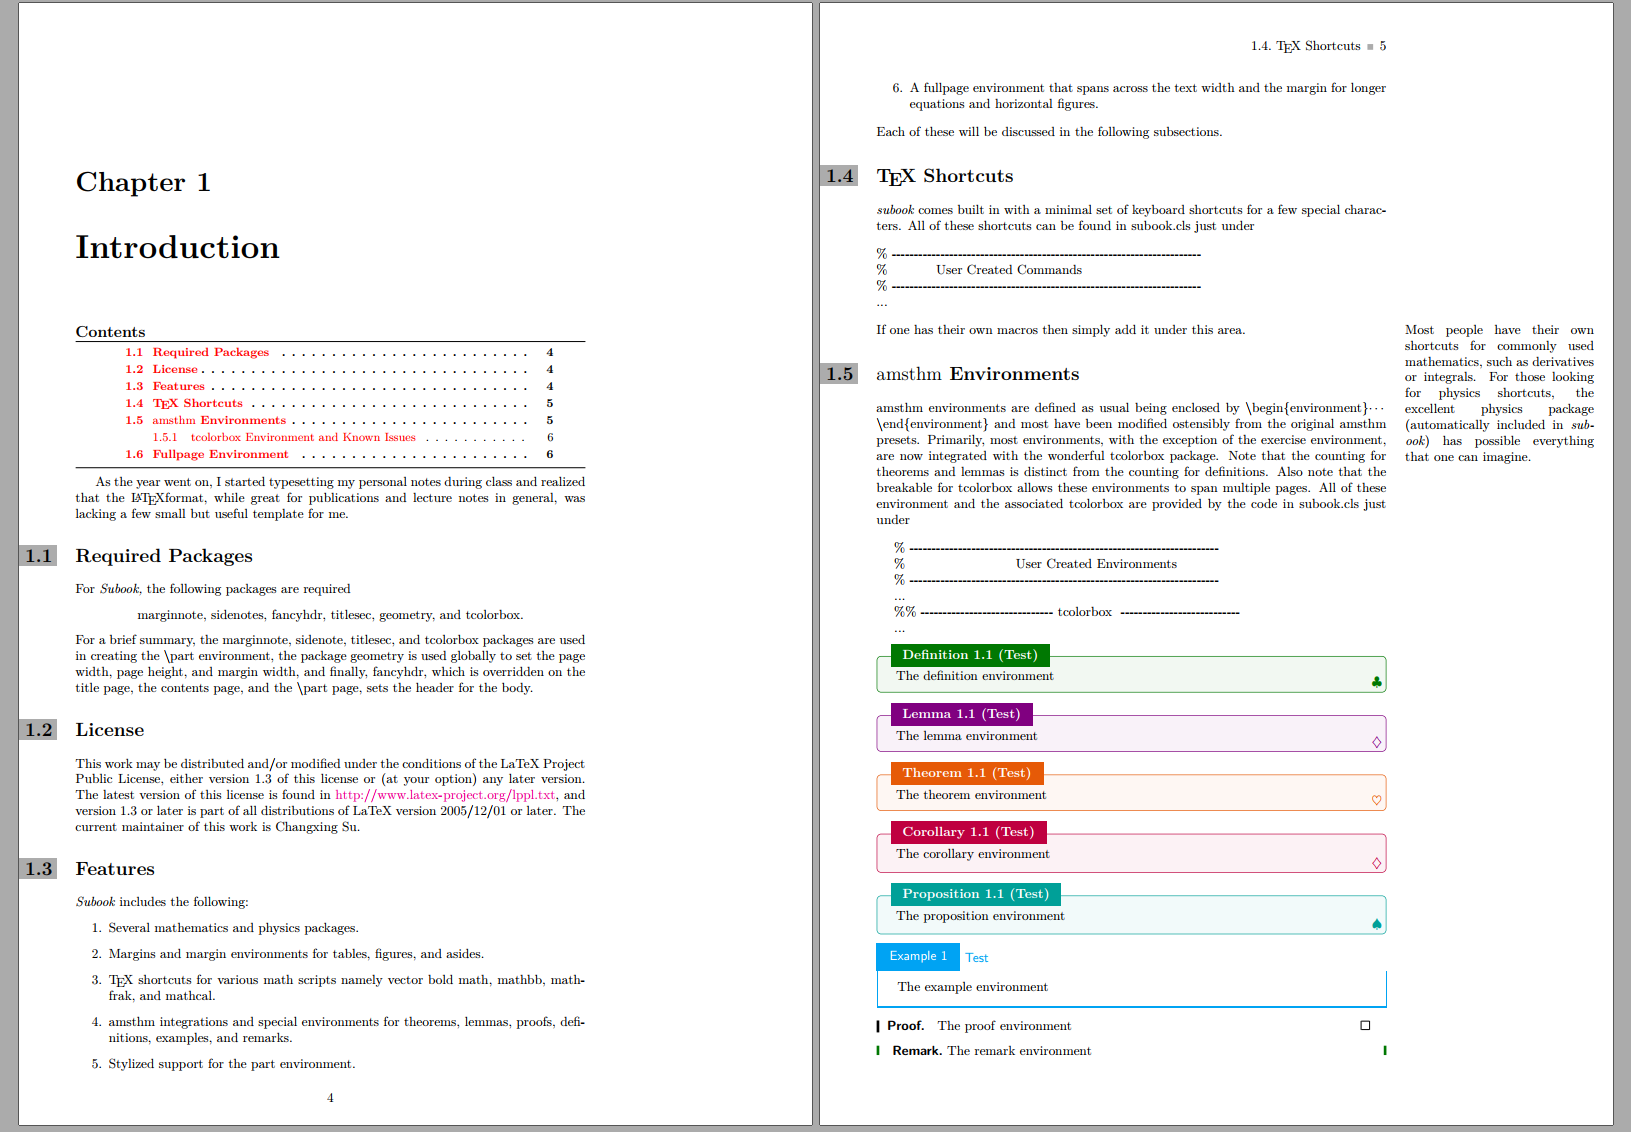 Chapter 1
Introduction
Contents
1.1 Required Packages . . . . . . . . . . . . . . . . . . . . . . . . . 4
1.2 License . . . . . . . . . . . . . . . . . . . . . . . . . . . . . . . . . 4
1.3 Features . . . . . . . . . . . . . . . . . . . . . . . . . . . . . . . . 4
1.4 TEX Shortcuts . . . . . . . . . . . . . . . . . . . . . . . . . . . . 5
1.5 amsthm Environments . . . . . . . . . . . . . . . . . . . . . . . . 5
1.5.1 tcolorbox Environment and Known Issues . . . . . . . . . . . 6
1.6 Fullpage Environment . . . . . . . . . . . . . . . . . . . . . . . 6
As the year went on, I started typesetting my personal notes during class and realized
that the LATEXformat, while great for publications and lecture notes in general, was
lacking a few small but useful template for me.
1.1 Required Packages
For Subook, the following packages are required
marginnote, sidenotes, fancyhdr, titlesec, geometry, and tcolorbox.
For a brief summary, the marginnote, sidenote, titlesec, and tcolorbox packages are used
in creating the \part environment, the package geometry is used globally to set the page
width, page height, and margin width, and finally, fancyhdr, which is overridden on the
title page, the contents page, and the \part page, sets the header for the body.
1.2 License
This work may be distributed and/or modified under the conditions of the LaTeX Project
Public License, either version 1.3 of this license or (at your option) any later version.
The latest version of this license is found in http://www.latex-project.org/lppl.txt, and
version 1.3 or later is part of all distributions of LaTeX version 2005/12/01 or later. The
current maintainer of this work is Changxing Su.
1.3 Features
Subook includes the following:
1. Several mathematics and physics packages.
2. Margins and margin environments for tables, figures, and asides.
3. TEX shortcuts for various math scripts namely vector bold math, mathbb, math-
frak, and mathcal.
4. amsthm integrations and special environments for theorems, lemmas, proofs, defi-
nitions, examples, and remarks.
5. Stylized support for the part environment.
4
1.4. TEX Shortcuts ■ 5
6. A fullpage environment that spans across the text width and the margin for longer
equations and horizontal figures.
Each of these will be discussed in the following subsections.
1.4 TEX Shortcuts
subook comes built in with a minimal set of keyboard shortcuts for a few special charac-
ters. All of these shortcuts can be found in subook.cls just under
% ----------------------------------------------------------------------
% User Created Commands
% ----------------------------------------------------------------------
...
If one has their own macros then simply add it under this area.
Most people have their own
shortcuts for commonly used
mathematics, such as derivatives
or integrals. For those looking
for physics shortcuts, the
excellent physics package
(automatically included in sub-
ook) has possible everything
that one can imagine.
1.5 amsthm Environments
amsthm environments are defined as usual being enclosed by \begin{environment}···
\end{environment} and most have been modified ostensibly from the original amsthm
presets. Primarily, most environments, with the exception of the exercise environment,
are now integrated with the wonderful tcolorbox package. Note that the counting for
theorems and lemmas is distinct from the counting for definitions. Also note that the
breakable for tcolorbox allows these environments to span multiple pages. All of these
environment and the associated tcolorbox are provided by the code in subook.cls just
under
% ----------------------------------------------------------------------
% User Created Environments
% ----------------------------------------------------------------------
...
%% ------------------------------ tcolorbox ---------------------------
...
Definition 1.1 (Test)
The definition environment
♣
Lemma 1.1 (Test)
The lemma environment
♢
Theorem 1.1 (Test)
The theorem environment
♡
Corollary 1.1 (Test)
The corollary environment
♢
Proposition 1.1 (Test)
The proposition environment
♠
Example 1 Test
The example environment
Proof. The proof environment □
Remark. The remark environment